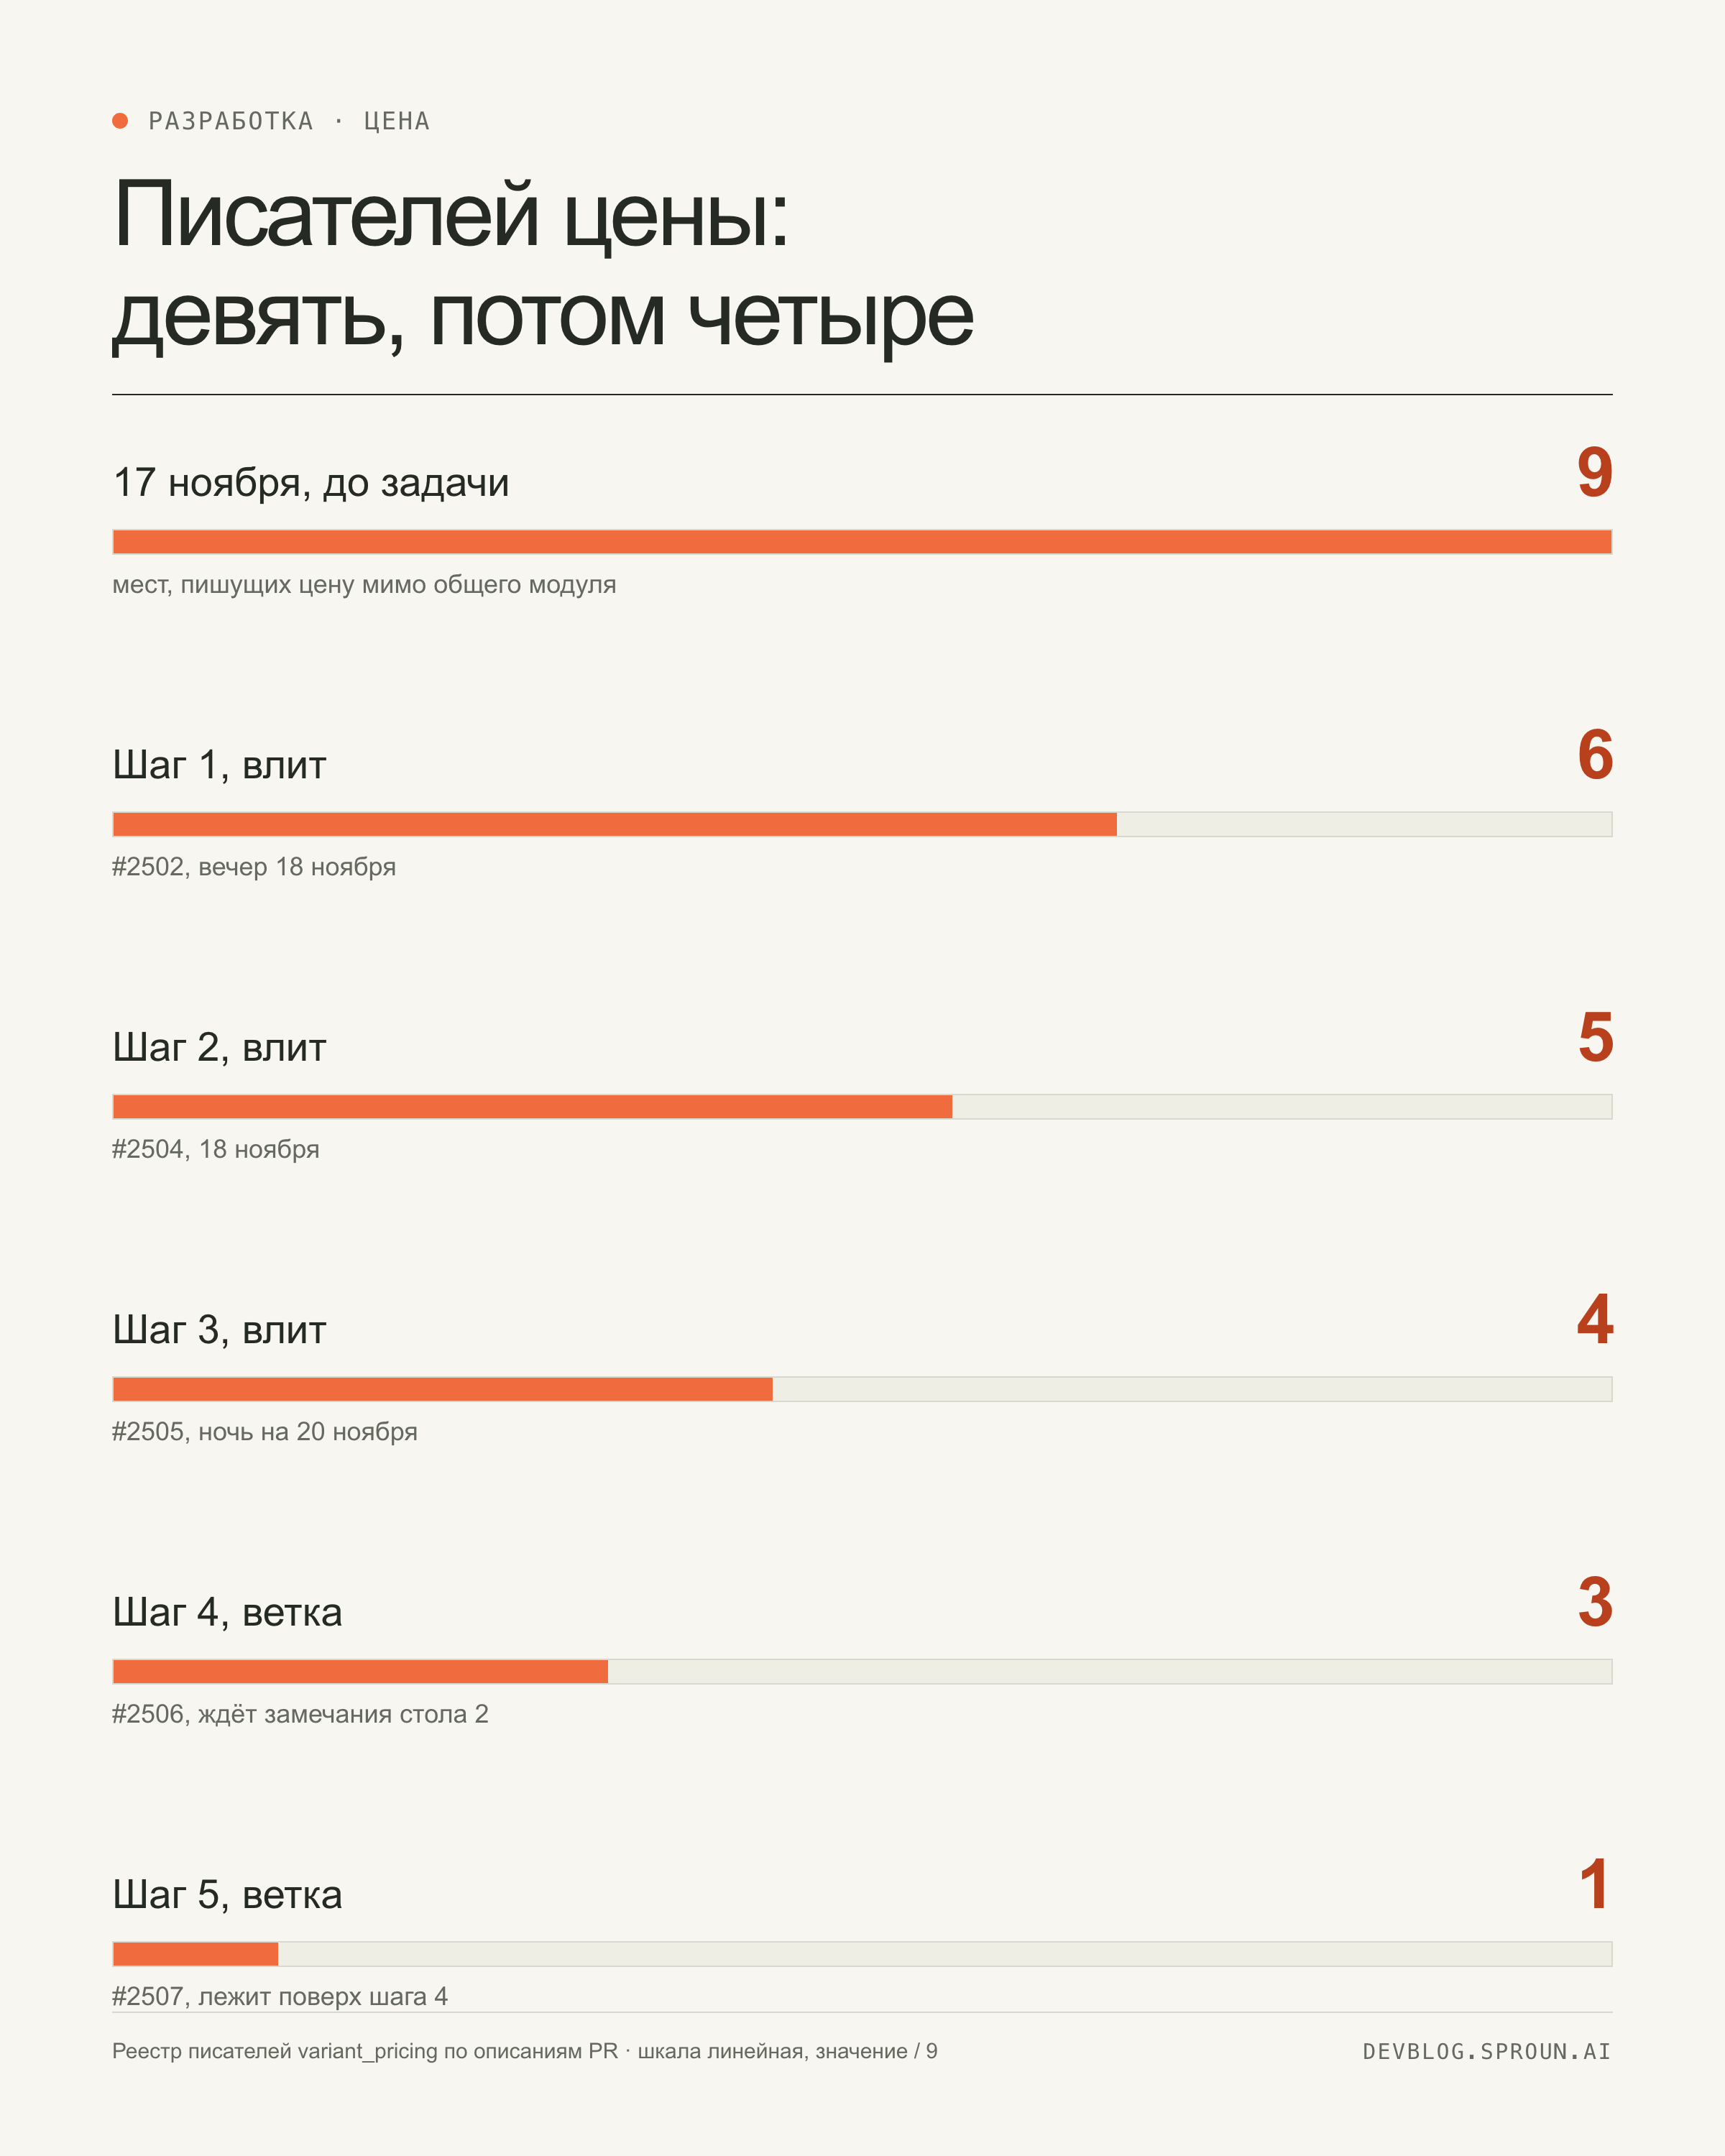 РАЗРАБОТКА · ЦЕНА
Писателей цены:
девять, потом четыре
17 ноября, до задачи
9
мест, пишущих цену мимо общего модуля
Шаг 1, влит
6
#2502, вечер 18 ноября
Шаг 2, влит
5
#2504, 18 ноября
Шаг 3, влит
4
#2505, ночь на 20 ноября
Шаг 4, ветка
3
#2506, ждёт замечания стола 2
Шаг 5, ветка
1
#2507, лежит поверх шага 4
Реестр писателей variant_pricing по описаниям PR · шкала линейная, значение / 9
DEVBLOG.SPROUN.AI